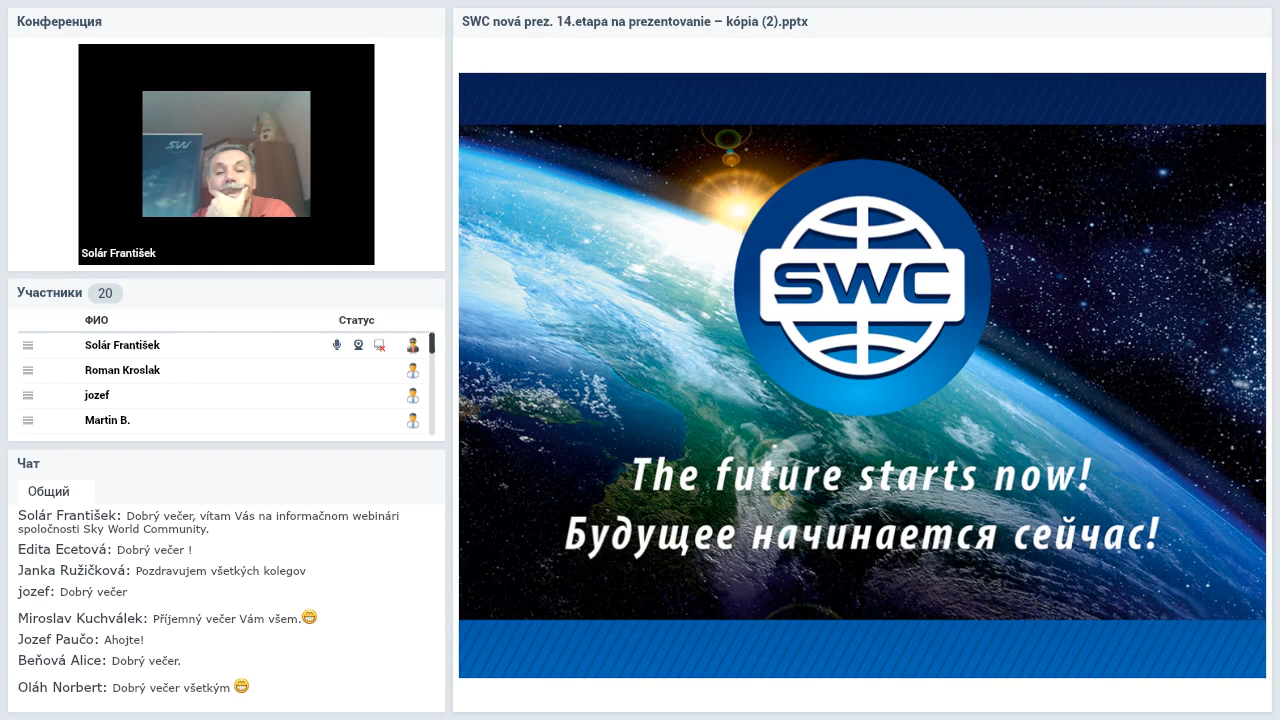 Конференция
SW
Solár František
Участники 20
ФИО Статус
Solár František
Roman Kroslak
jozef
Martin B.
Чат
Общий
Solár František: Dobrý večer, vítam Vás na informačnom webinári
spoločnosti Sky World Community.
Edita Ecetová: Dobrý večer !
Janka Ružičková: Pozdravujem všetkých kolegov
jozef: Dobrý večer
Miroslav Kuchválek: Příjemný večer Vám všem.
Jozef Paučo: Ahojte!
Beňová Alice: Dobrý večer.
Oláh Norbert: Dobrý večer všetkým
SWC nová prez. 14.etapa na prezentovanie – kópia (2).pptx
SWC
The future starts now!
Будущее начинается сейчас!